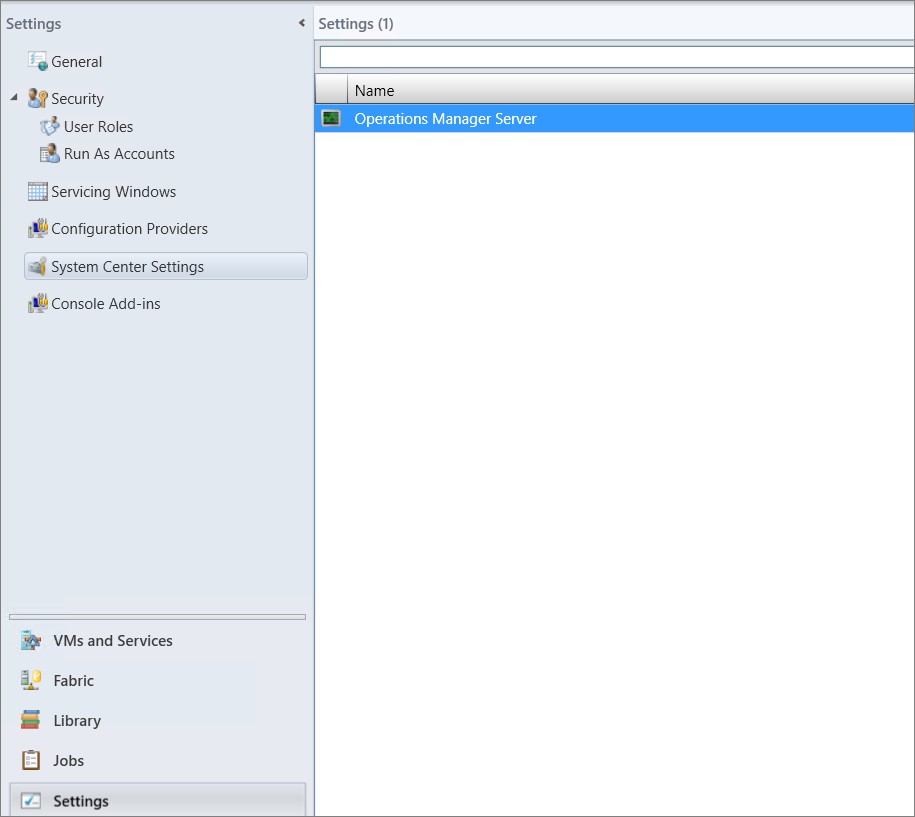 Settings
General
Security
User Roles
Run As Accounts
Servicing Windows
Configuration Providers
System Center Settings
Console Add-ins
VMs and Services
Fabric
Library
Jobs
Settings
Settings (1)
Name
Operations Manager Server